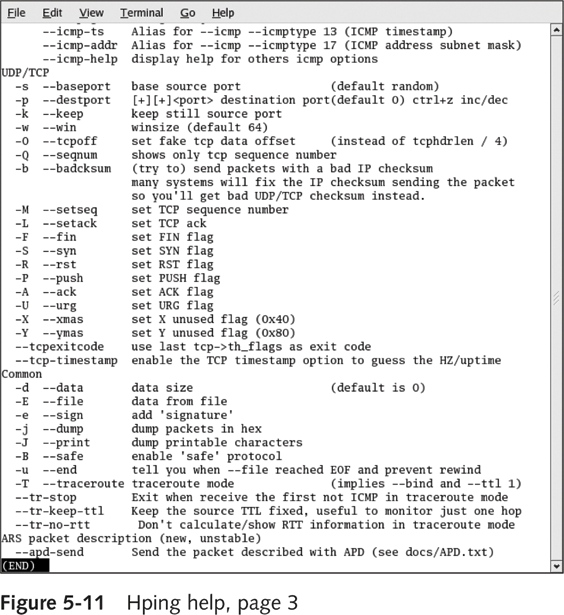 File Edit View Terminal Go Help
--icmp-ts Alias for --icmp --icmptype 13 (ICMP timestamp)
--icmp-addr Alias for --icmp --icmptype 17 (ICMP address subnet mask)
--icmp-help display help for others icmp options
UDP/TCP
-s --baseport base source port (default random)
-p --destport [+][+]<port> destination port(default 0) ctrl+z inc/dec
-k --keep keep still source port
-w --win winsize (default 64)
-O --tcpoff set fake tcp data offset (instead of tcphdrlen / 4)
-Q --seqnum shows only tcp sequence number
-b --badcksum (try to) send packets with a bad IP checksum
many systems will fix the IP checksum sending the packet
so you'll get bad UDP/TCP checksum instead.
-M --setseq set TCP sequence number
-L --setack set TCP ack
-F --fin set FIN flag
-S --syn set SYN flag
-R --rst set RST flag
-P --push set PUSH flag
-A --ack set ACK flag
-U --urg set URG flag
-X --xmas set X unused flag (0x40)
-Y --ymas set Y unused flag (0x80)
--tcpexitcode use last tcp->th_flags as exit code
--tcp-timestamp enable the TCP timestamp option to guess the HZ/uptime
Common
-d --data data size (default is 0)
-E --file data from file
-e --sign add 'signature'
-j --dump dump packets in hex
-J --print dump printable characters
-B --safe enable 'safe' protocol
-u --end tell you when --file reached EOF and prevent rewind
-T --traceroute traceroute mode (implies --bind and --ttl 1)
--tr-stop Exit when receive the first not ICMP in traceroute mode
--tr-keep-ttl Keep the source TTL fixed, useful to monitor just one hop
--tr-no-rtt Don't calculate/show RTT information in traceroute mode
ARS packet description (new, unstable)
--apd-send Send the packet described with APD (see docs/APD.txt)
(END)
Figure 5-11 Hping help, page 3